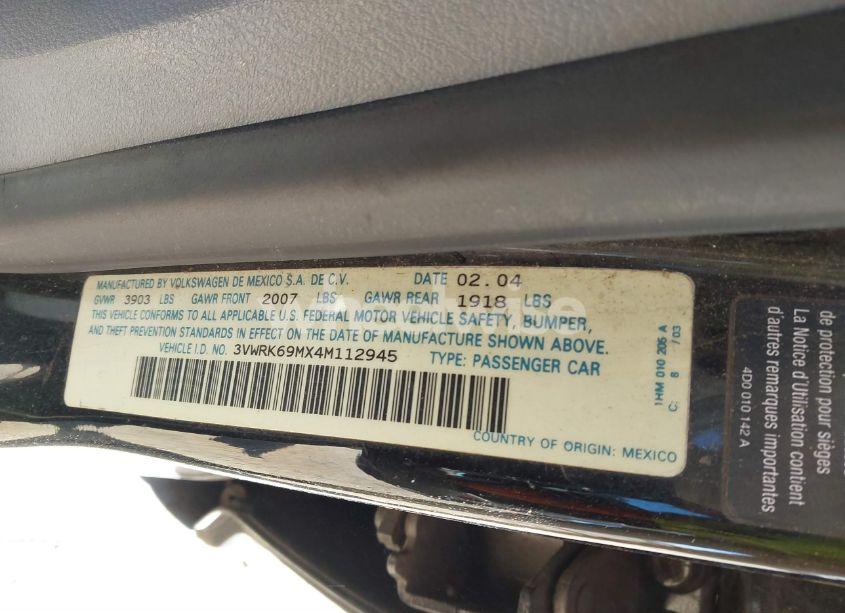 MANUFACTURED BY VOLKSWAGEN DE MEXICO S.A. DE C.V. DATE 02.04
GVWR 3903 LBS GAWR FRONT 2007 LBS GAWR REAR 1918 LBS
THIS VEHICLE CONFORMS TO ALL APPLICABLE U.S. FEDERAL MOTOR VEHICLE SAFETY, BUMPER,
AND THEFT PREVENTION STANDARDS IN EFFECT ON THE DATE OF MANUFACTURE SHOWN ABOVE.
VEHICLE I.D. NO. 3VWRK69MX4M112945 TYPE: PASSENGER CAR
COUNTRY OF ORIGIN: MEXICO
1HM 010 205 A
C: 8 / 03
de protection pour sièges
La Notice d'Utilisation contient
d'autres remarques importantes
4D0 010 142 A